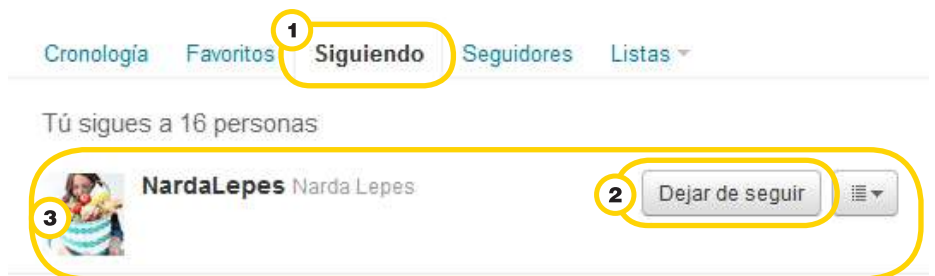 1
Cronología Favoritos Siguiendo Seguidores Listas
Tú sigues a 16 personas
NardaLepes Narda Lepes
2 Dejar de seguir
3